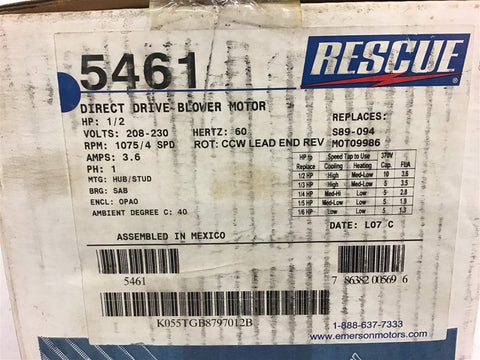 RESCUE®
5461
DIRECT DRIVE BLOWER MOTOR
HP: 1/2
VOLTS: 208-230 HERTZ: 60
RPM: 1075/4 SPD ROT: CCW LEAD END REV
AMPS: 3.6
PH: 1
MTG: HUB/STUD
BRG: SAB
ENCL: OPAO
AMBIENT DEGREE C: 40
REPLACES:
S89-094
MOT09986
HP to Replace Speed Tap to Use Cooling Heating 370V Cap. FLA
1/2 HP High Med-Low 10 3.6
1/3 HP High Med-Low 5 3.5
1/4 HP Med-Hi Low 5 2.8
1/5 HP Med-Low Low 5 1.9
1/6 HP Low Low 5 1.3
DATE: L07 C
ASSEMBLED IN MEXICO
5461
7 86382 00569 6
K055TGB8797012B
1-888-637-7333
www.emersonmotors.com